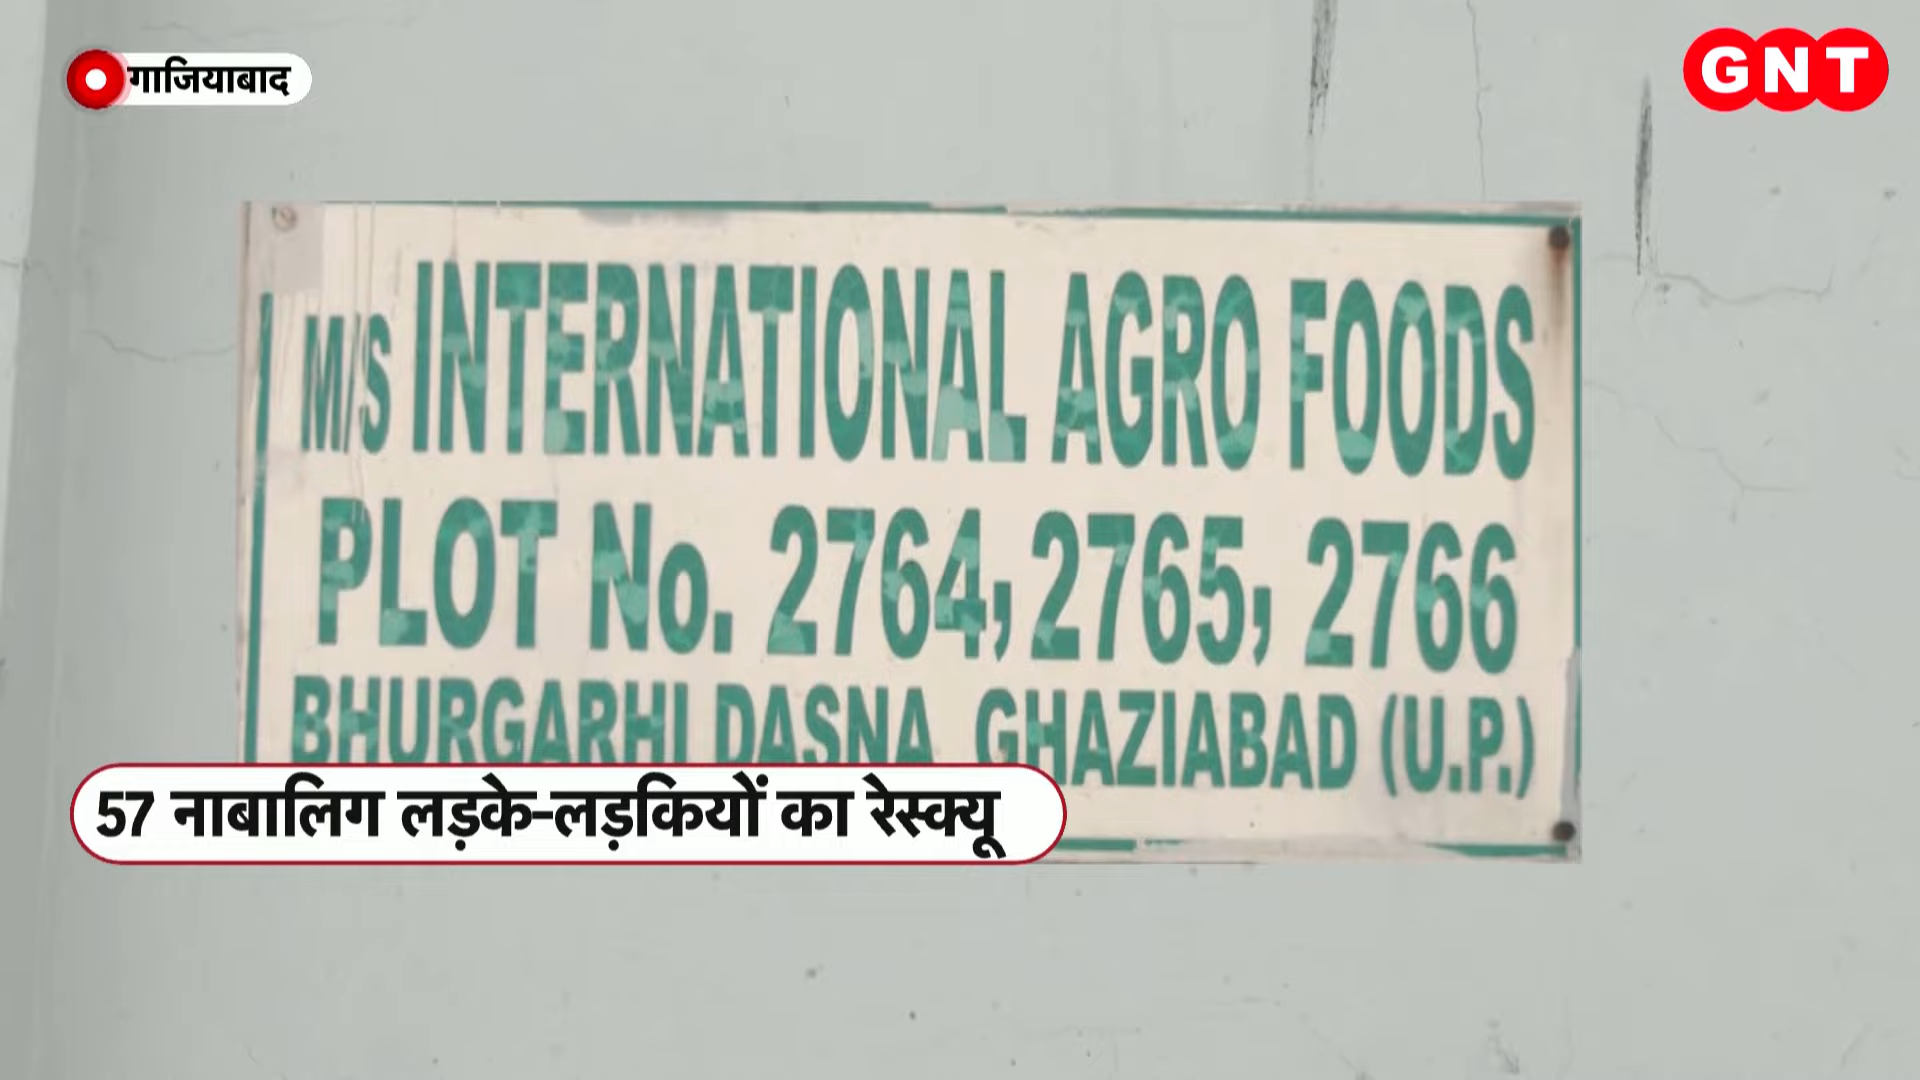 गाजियाबाद
GNT
M/S INTERNATIONAL AGRO FOODS
PLOT No. 2764, 2765, 2766
BHURGARHI DASNA GHAZIABAD (U.P.)
57 नाबालिग लड़के-लड़कियों का रेस्क्यू